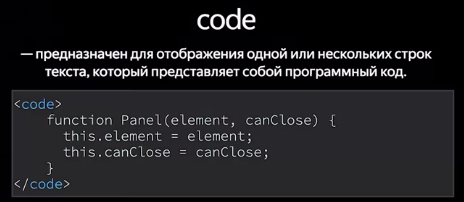 code
— предназначен для отображения одной или нескольких строк
текста, который представляет собой программный код.
<code>
    function Panel(element, canClose) {
      this.element = element;
      this.canClose = canClose;
    }
</code>